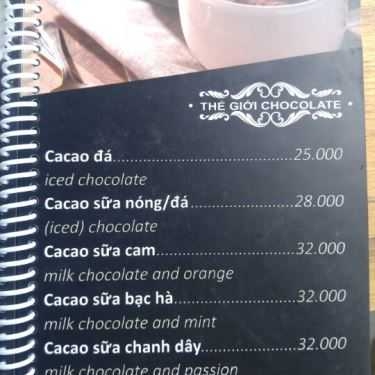 • THẾ GIỚI CHOCOLATE •
Cacao đá..............................................25.000
iced chocolate
Cacao sữa nóng/đá...........................28.000
(iced) chocolate
Cacao sữa cam..................................32.000
milk chocolate and orange
Cacao sữa bạc hà..............................32.000
milk chocolate and mint
Cacao sữa chanh dây........................32.000
milk chocolate and passion